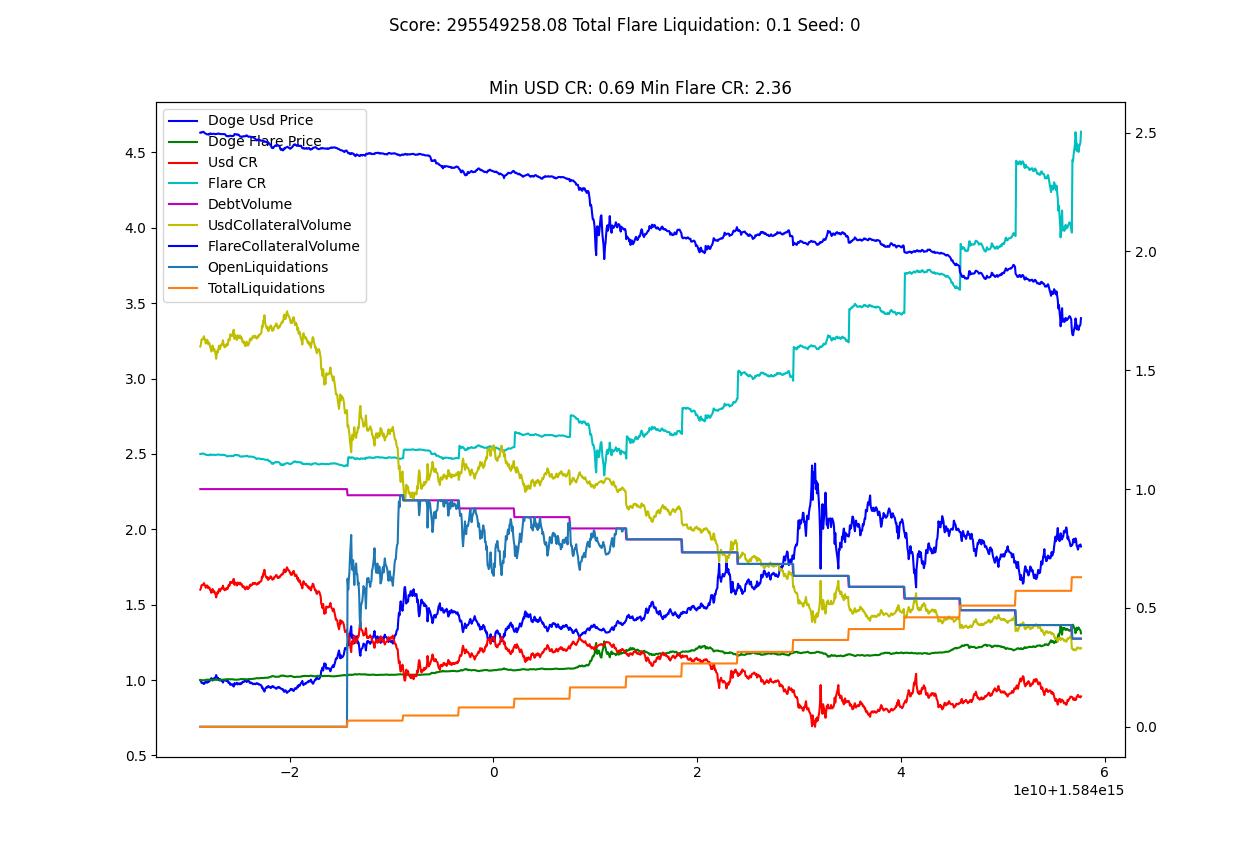 Score: 295549258.08 Total Flare Liquidation: 0.1 Seed: 0
Min USD CR: 0.69 Min Flare CR: 2.36
Doge Usd Price
Doge Flare Price
Usd CR
Flare CR
DebtVolume
UsdCollateralVolume
FlareCollateralVolume
OpenLiquidations
TotalLiquidations
4.5
4.0
3.5
3.0
2.5
2.0
1.5
1.0
0.5
2.5
2.0
1.5
1.0
0.5
0.0
−2
0
2
4
6
1e10+1.584e15